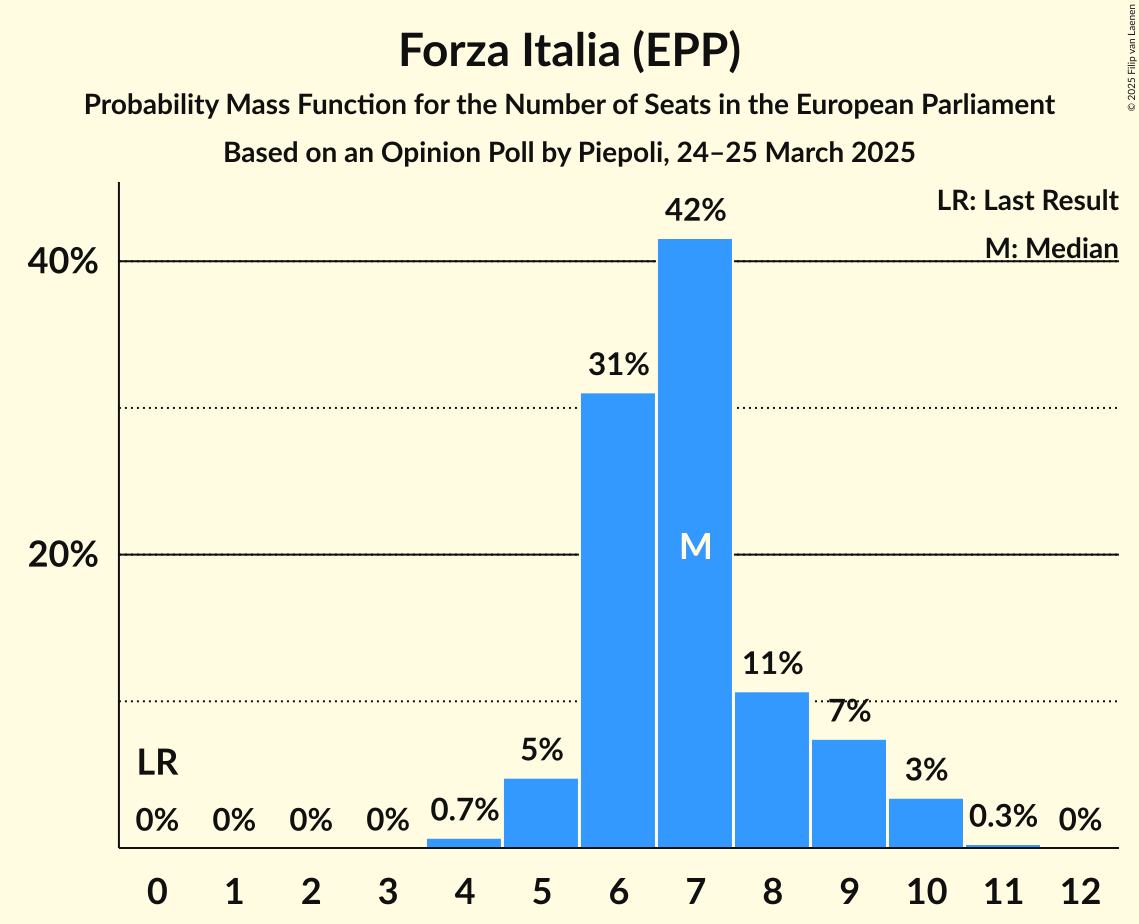 Forza Italia (EPP)
Probability Mass Function for the Number of Seats in the European Parliament
Based on an Opinion Poll by Piepoli, 24–25 March 2025
© 2025 Filip van Laenen
LR: Last Result
M: Median
40%
20%
42%
31%
M
11%
7%
5%
3%
LR
0% 0% 0% 0% 0.7% 0.3% 0%
0 1 2 3 4 5 6 7 8 9 10 11 12